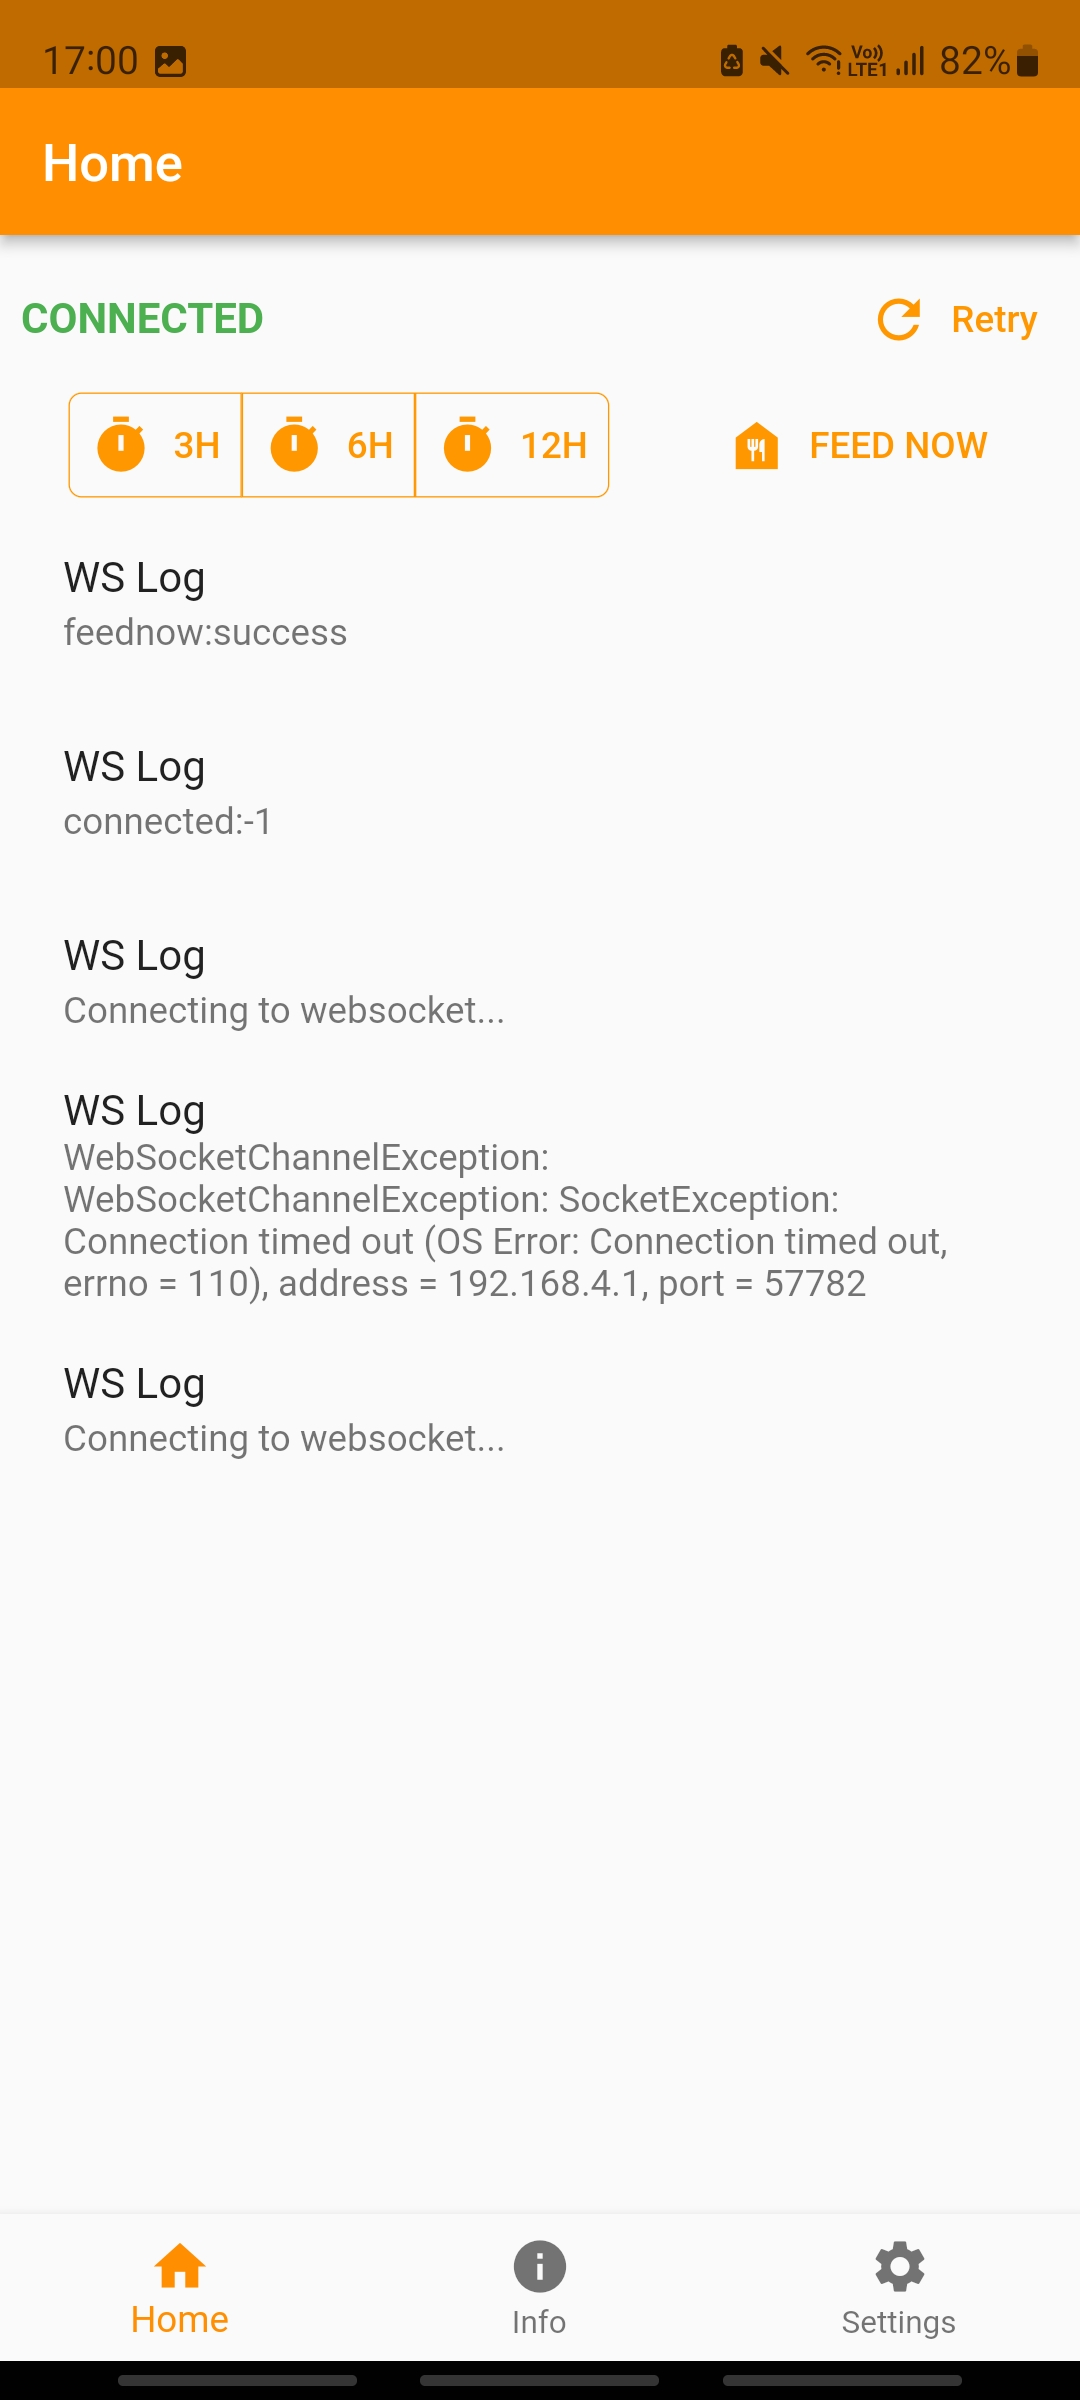 17:00
Vo))
LTE1
82%
Home
CONNECTED
Retry
3H
6H
12H
FEED NOW
WS Log
feednow:success
WS Log
connected:-1
WS Log
Connecting to websocket...
WS Log
WebSocketChannelException:
WebSocketChannelException: SocketException:
Connection timed out (OS Error: Connection timed out,
errno = 110), address = 192.168.4.1, port = 57782
WS Log
Connecting to websocket...
Home
Info
Settings